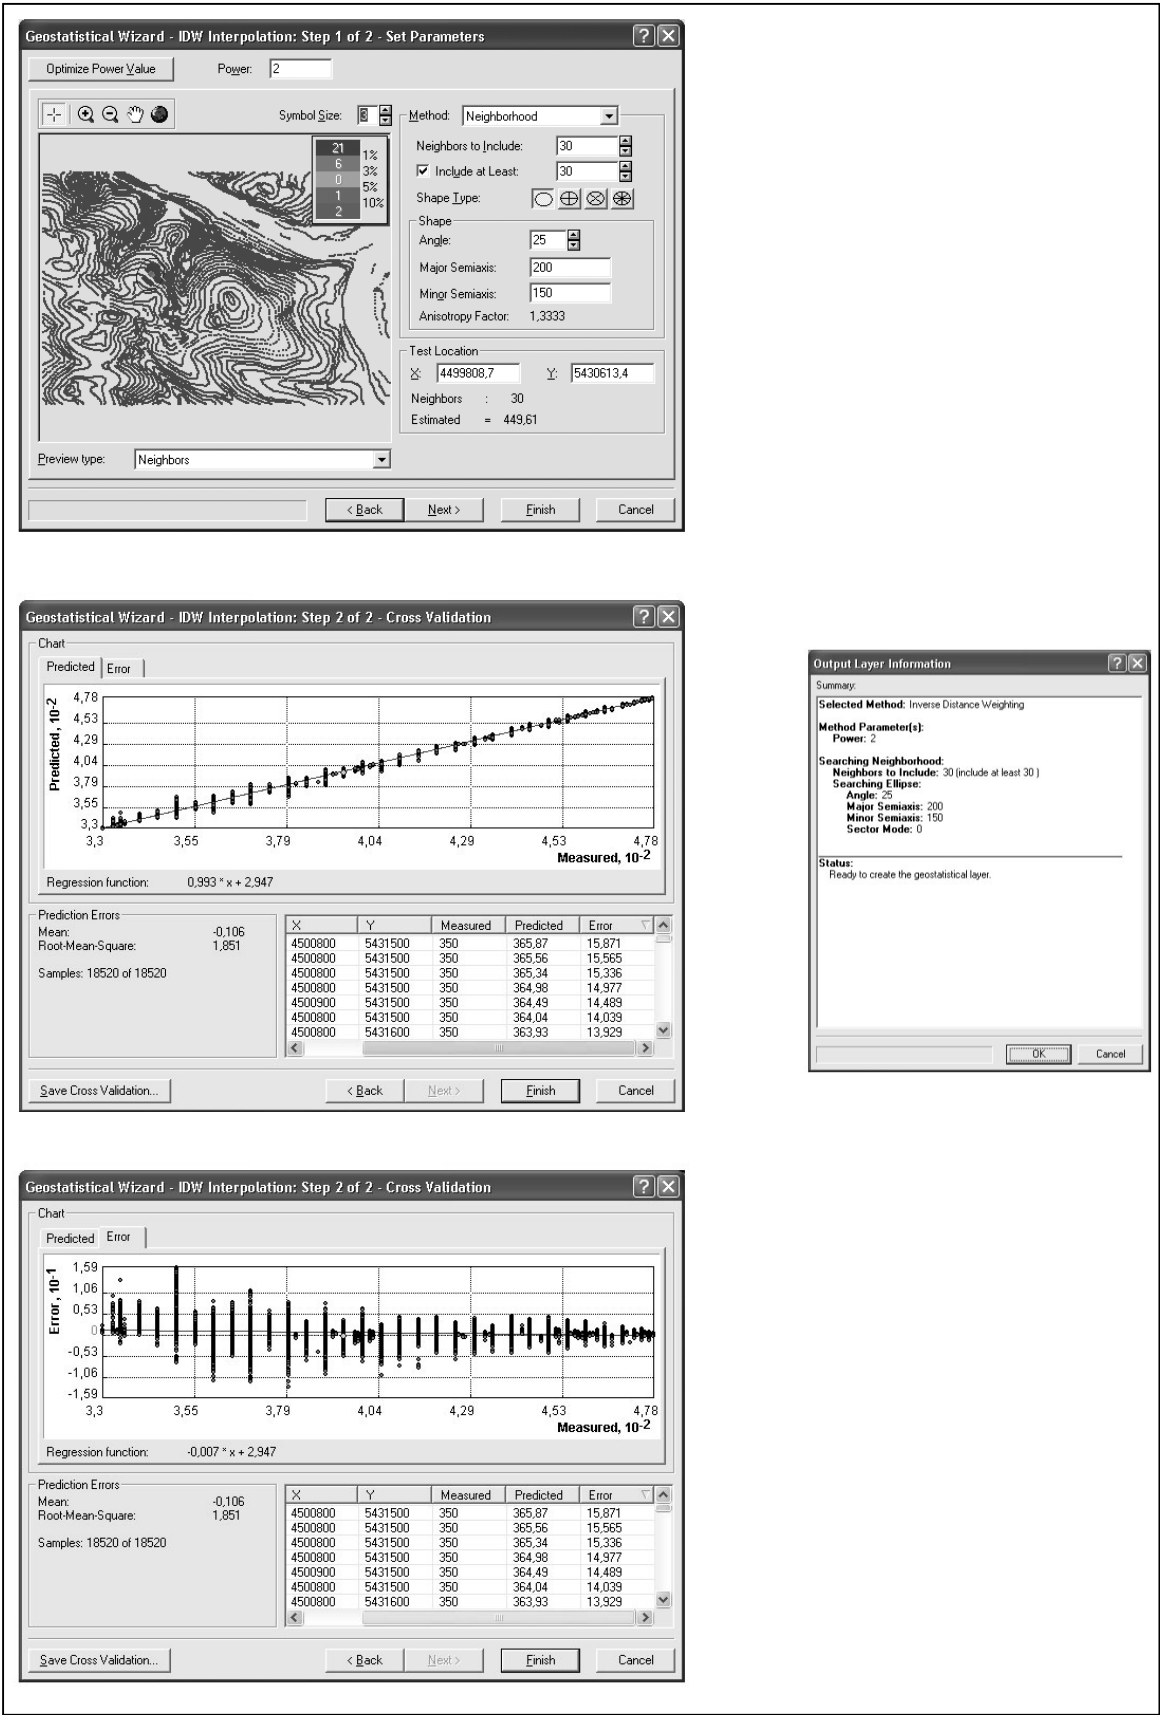 Geostatistical Wizard - IDW Interpolation: Step 1 of 2 - Set Parameters
Optimize Power Value
Power: 2
Symbol Size: 3
21
6
0
1
2
1%
3%
5%
10%
Preview type: Neighbors
Method: Neighborhood
Neighbors to Include: 30
Include at Least: 30
Shape Type:
Shape
Angle: 25
Major Semiaxis: 200
Minor Semiaxis: 150
Anisotropy Factor: 1,3333
Test Location
X: 4499808,7 Y: 5430613,4
Neighbors : 30
Estimated = 449,61
< Back Next > Finish Cancel
Geostatistical Wizard - IDW Interpolation: Step 2 of 2 - Cross Validation
Chart
Predicted Error
Predicted, 10-2
4,78
4,53
4,29
4,04
3,79
3,55
3,3
3,3 3,55 3,79 4,04 4,29 4,53 4,78
Measured, 10-2
Regression function: 0,993 * x + 2,947
Prediction Errors
Mean: -0,106
Root-Mean-Square: 1,851
Samples: 18520 of 18520
X Y Measured Predicted Error
4500800 5431500 350 365,87 15,871
4500800 5431500 350 365,56 15,565
4500800 5431500 350 365,34 15,336
4500800 5431500 350 364,98 14,977
4500900 5431500 350 364,49 14,489
4500800 5431500 350 364,04 14,039
4500800 5431600 350 363,93 13,929
Save Cross Validation... < Back Next > Finish Cancel
Output Layer Information
Summary:
Selected Method: Inverse Distance Weighting
Method Parameter(s):
Power: 2
Searching Neighborhood:
Neighbors to Include: 30 (include at least 30 )
Searching Ellipse:
Angle: 25
Major Semiaxis: 200
Minor Semiaxis: 150
Sector Mode: 0
Status:
Ready to create the geostatistical layer.
OK Cancel
Geostatistical Wizard - IDW Interpolation: Step 2 of 2 - Cross Validation
Chart
Predicted Error
Error, 10-1
1,59
1,06
0,53
0
-0,53
-1,06
-1,59
3,3 3,55 3,79 4,04 4,29 4,53 4,78
Measured, 10-2
Regression function: -0,007 * x + 2,947
Prediction Errors
Mean: -0,106
Root-Mean-Square: 1,851
Samples: 18520 of 18520
X Y Measured Predicted Error
4500800 5431500 350 365,87 15,871
4500800 5431500 350 365,56 15,565
4500800 5431500 350 365,34 15,336
4500800 5431500 350 364,98 14,977
4500900 5431500 350 364,49 14,489
4500800 5431500 350 364,04 14,039
4500800 5431600 350 363,93 13,929
Save Cross Validation... < Back Next > Finish Cancel